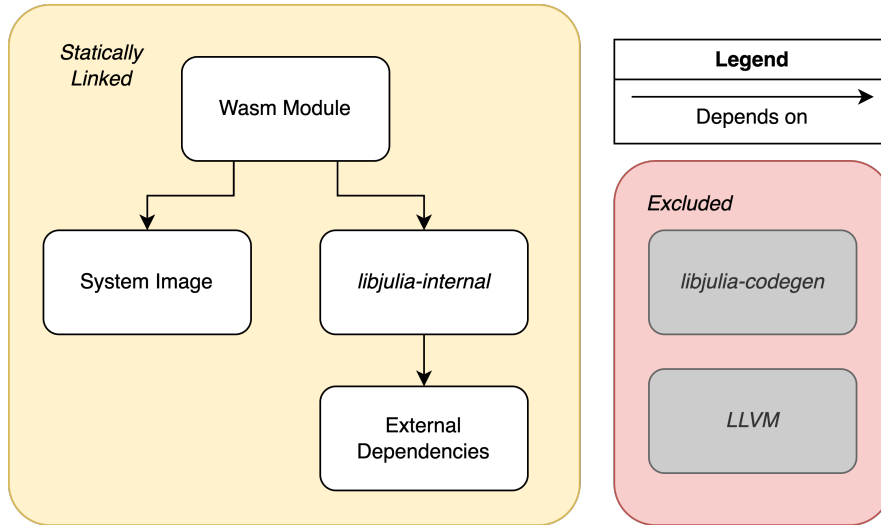 Statically
Linked
Wasm Module
System Image
libjulia-internal
External
Dependencies
Legend
Depends on
Excluded
libjulia-codegen
LLVM